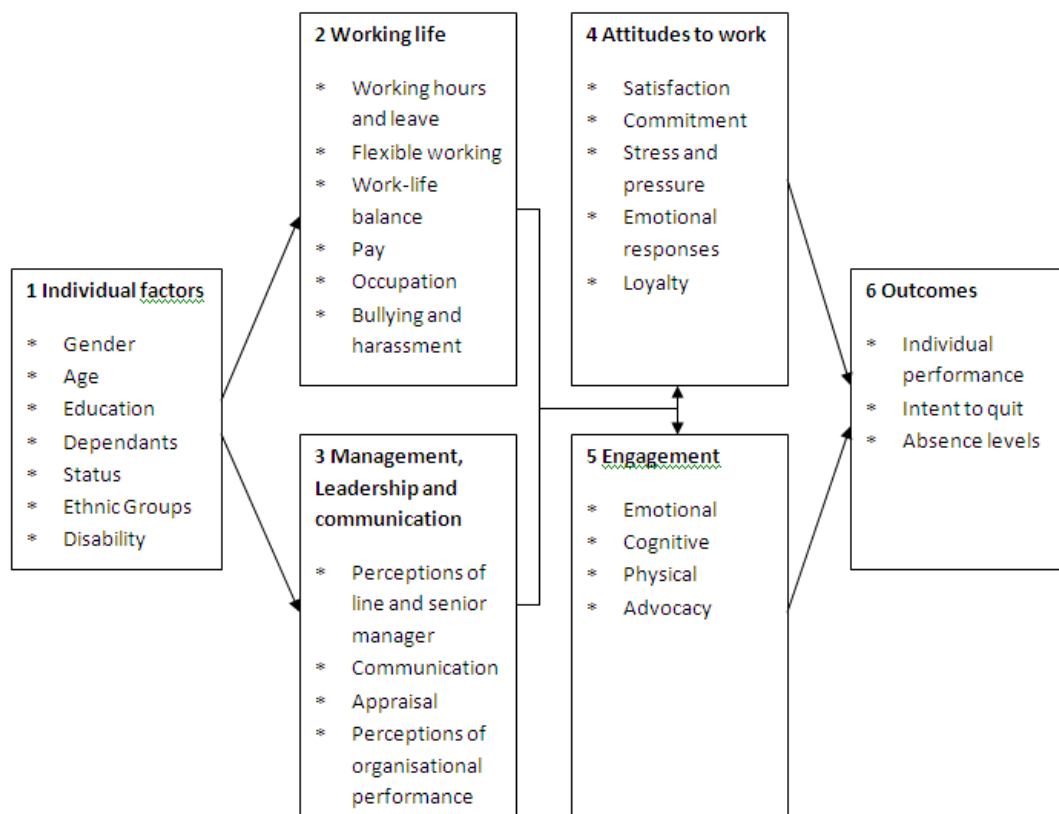 1 Individual factors
* Gender
* Age
* Education
* Dependants
* Status
* Ethnic Groups
* Disability
2 Working life
* Working hours
and leave
* Flexible working
* Work-life
balance
* Pay
* Occupation
* Bullying and
harassment
3 Management,
Leadership and
communication
* Perceptions of
line and senior
manager
* Communication
* Appraisal
* Perceptions of
organisational
performance
4 Attitudes to work
* Satisfaction
* Commitment
* Stress and
pressure
* Emotional
responses
* Loyalty
5 Engagement
* Emotional
* Cognitive
* Physical
* Advocacy
6 Outcomes
* Individual
performance
* Intent to quit
* Absence levels